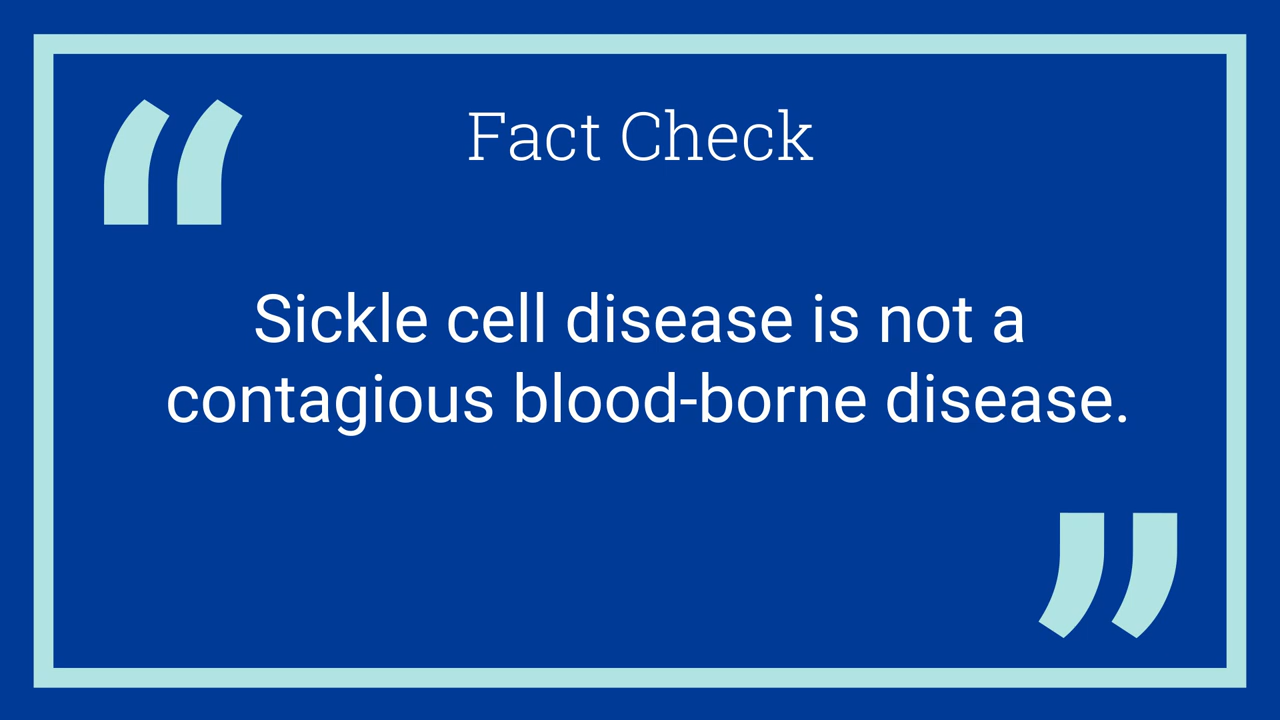 Fact Check
Sickle cell disease is not a
contagious blood-borne disease.